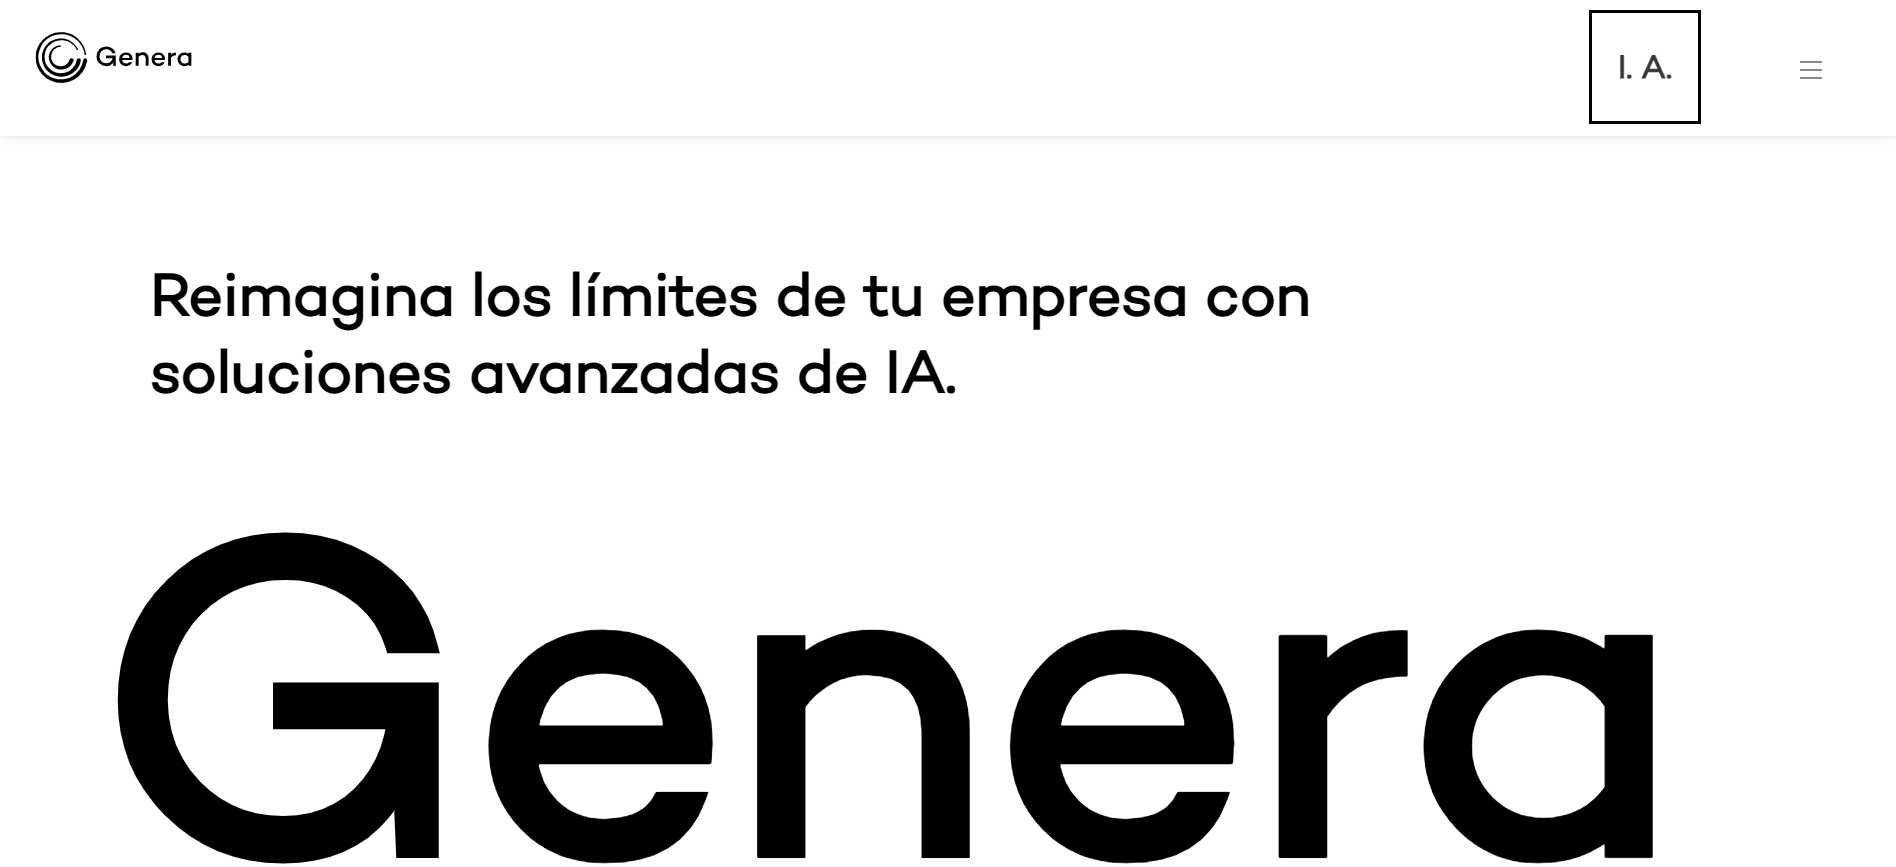 Genera
I. A.
Reimagina los límites de tu empresa con
soluciones avanzadas de IA.
Genera